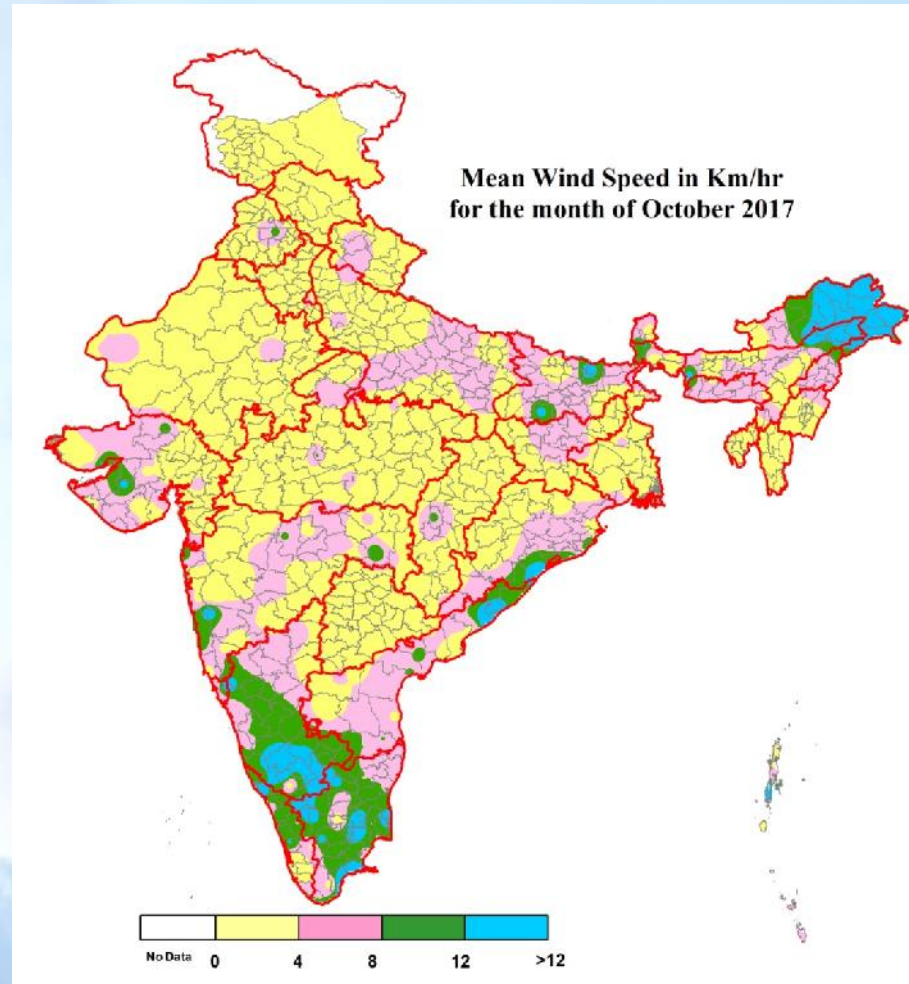 Mean Wind Speed in Km/hr
for the month of October 2017
No Data 0 4 8 12 >12